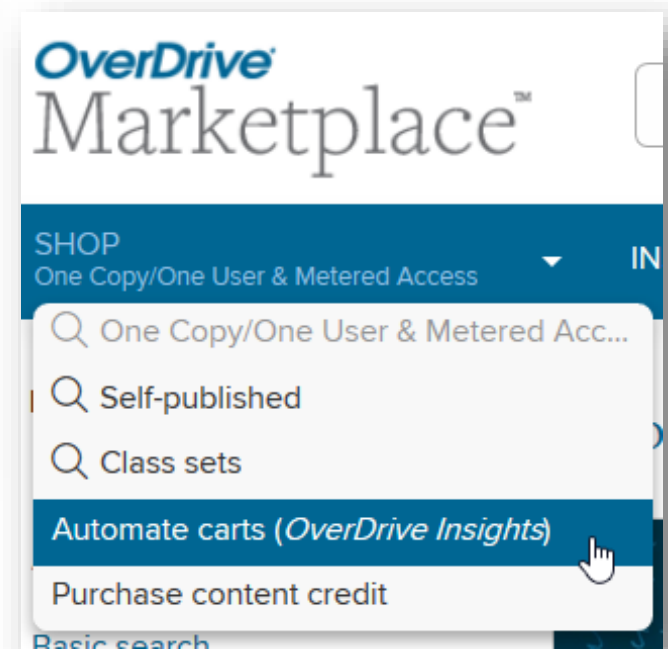 OverDrive
Marketplace™
SHOP
One Copy/One User & Metered Access
IN
One Copy/One User & Metered Acc...
Self-published
Class sets
Automate carts (OverDrive Insights)
Purchase content credit
Basic search